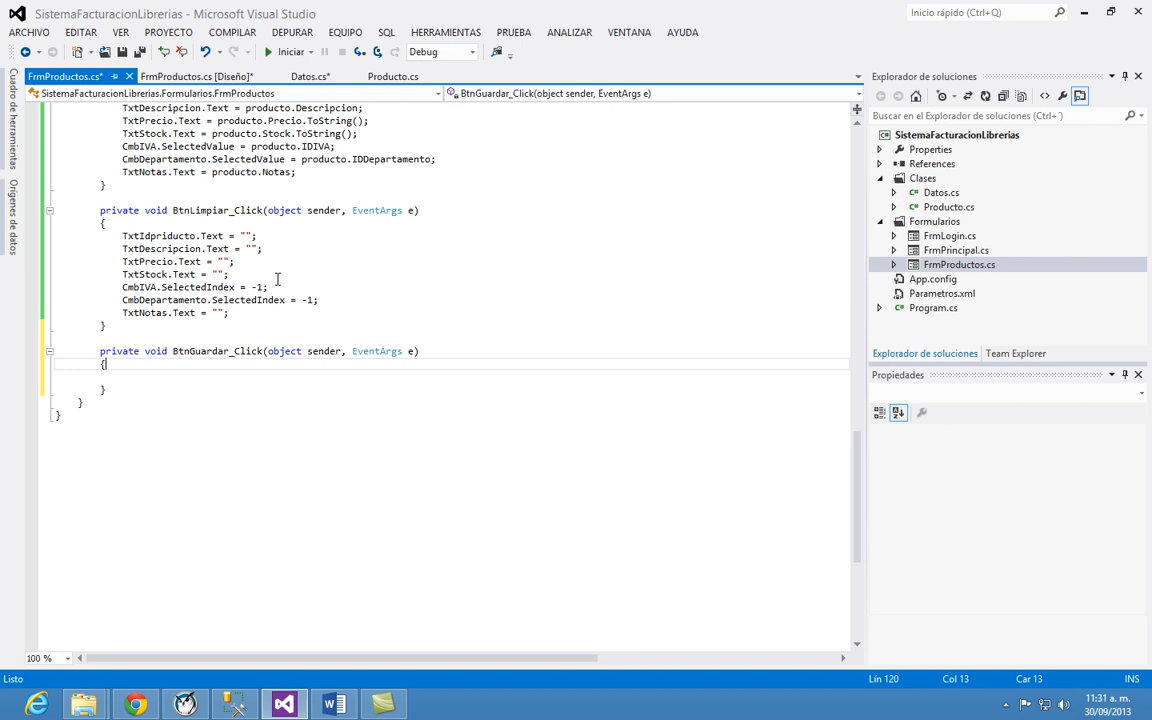 SistemaFacturacionLibrerias - Microsoft Visual Studio
Inicio rápido (Ctrl+Q)
ARCHIVO EDITAR VER PROYECTO COMPILAR DEPURAR EQUIPO SQL HERRAMIENTAS PRUEBA ANALIZAR VENTANA AYUDA
Iniciar Debug
FrmProductos.cs* FrmProductos.cs [Diseño]* Datos.cs* Producto.cs
SistemaFacturacionLibrerias.Formularios.FrmProductos
BtnGuardar_Click(object sender, EventArgs e)
Cuadro de herramientas
Orígenes de datos
TxtDescripcion.Text = producto.Descripcion;
TxtPrecio.Text = producto.Precio.ToString();
TxtStock.Text = producto.Stock.ToString();
CmbIVA.SelectedValue = producto.IDIVA;
CmbDepartamento.SelectedValue = producto.IDDepartamento;
TxtNotas.Text = producto.Notas;
}
private void BtnLimpiar_Click(object sender, EventArgs e)
{
TxtIdpriducto.Text = "";
TxtDescripcion.Text = "";
TxtPrecio.Text = "";
TxtStock.Text = "";
CmbIVA.SelectedIndex = -1;
CmbDepartamento.SelectedIndex = -1;
TxtNotas.Text = "";
}
private void BtnGuardar_Click(object sender, EventArgs e)
{
}
}
}
100 %
Explorador de soluciones
Buscar en el Explorador de soluciones (Ctrl+´)
SistemaFacturacionLibrerias
Properties
References
Clases
Datos.cs
Producto.cs
Formularios
FrmLogin.cs
FrmPrincipal.cs
FrmProductos.cs
App.config
Parametros.xml
Program.cs
Explorador de soluciones Team Explorer
Propiedades
Listo
Lín 120 Col 13 Car 13 INS
11:31 a. m.
30/09/2013